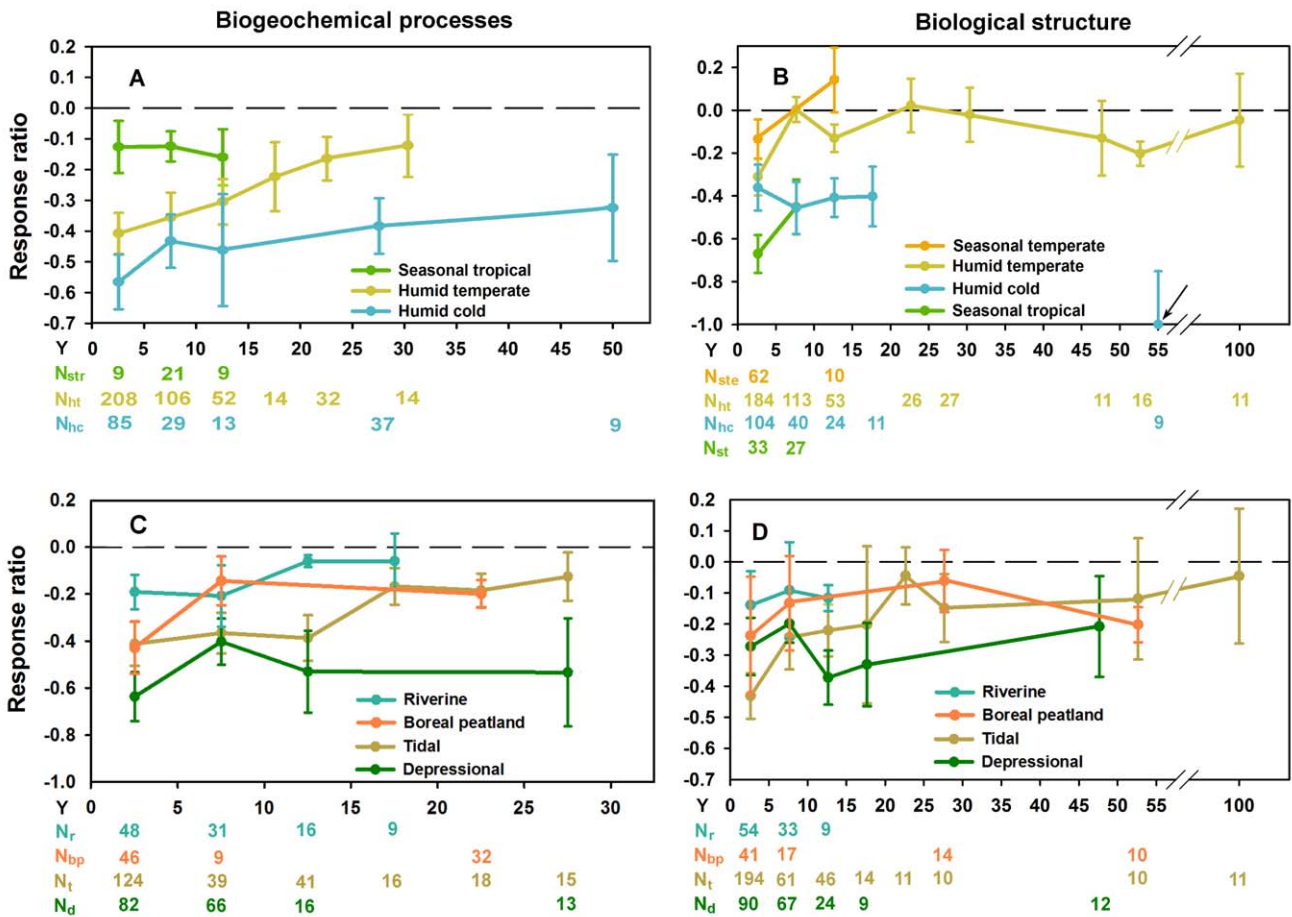 Biogeochemical processes
Biological structure
Response ratio
A
0.2
0.1
0.0
-0.1
-0.2
-0.3
-0.4
-0.5
-0.6
-0.7
Seasonal tropical
Humid temperate
Humid cold
Y 0 5 10 15 20 25 30 35 40 45 50
Nstr 9 21 9
Nht 208 106 52 14 32 14
Nhc 85 29 13 37 9
B
0.2
0.0
-0.2
-0.4
-0.6
-0.8
-1.0
Seasonal temperate
Humid temperate
Humid cold
Seasonal tropical
Y 0 5 10 15 20 25 30 35 40 45 50 55 100
Nste 62 10
Nht 184 113 53 26 27 11 16 11
Nhc 104 40 24 11 9
Nst 33 27
Response ratio
C
0.2
0.0
-0.2
-0.4
-0.6
-0.8
-1.0
Riverine
Boreal peatland
Tidal
Depressional
Y 0 5 10 15 20 25 30
Nr 48 31 16 9
Nbp 46 9 32
Nt 124 39 41 16 18 15
Nd 82 66 16 13
D
0.2
0.1
0.0
-0.1
-0.2
-0.3
-0.4
-0.5
-0.6
-0.7
Riverine
Boreal peatland
Tidal
Depressional
Y 0 5 10 15 20 25 30 35 40 45 50 55 100
Nr 54 33 9
Nbp 41 17 14 10
Nt 194 61 46 14 11 10 10 11
Nd 90 67 24 9 12